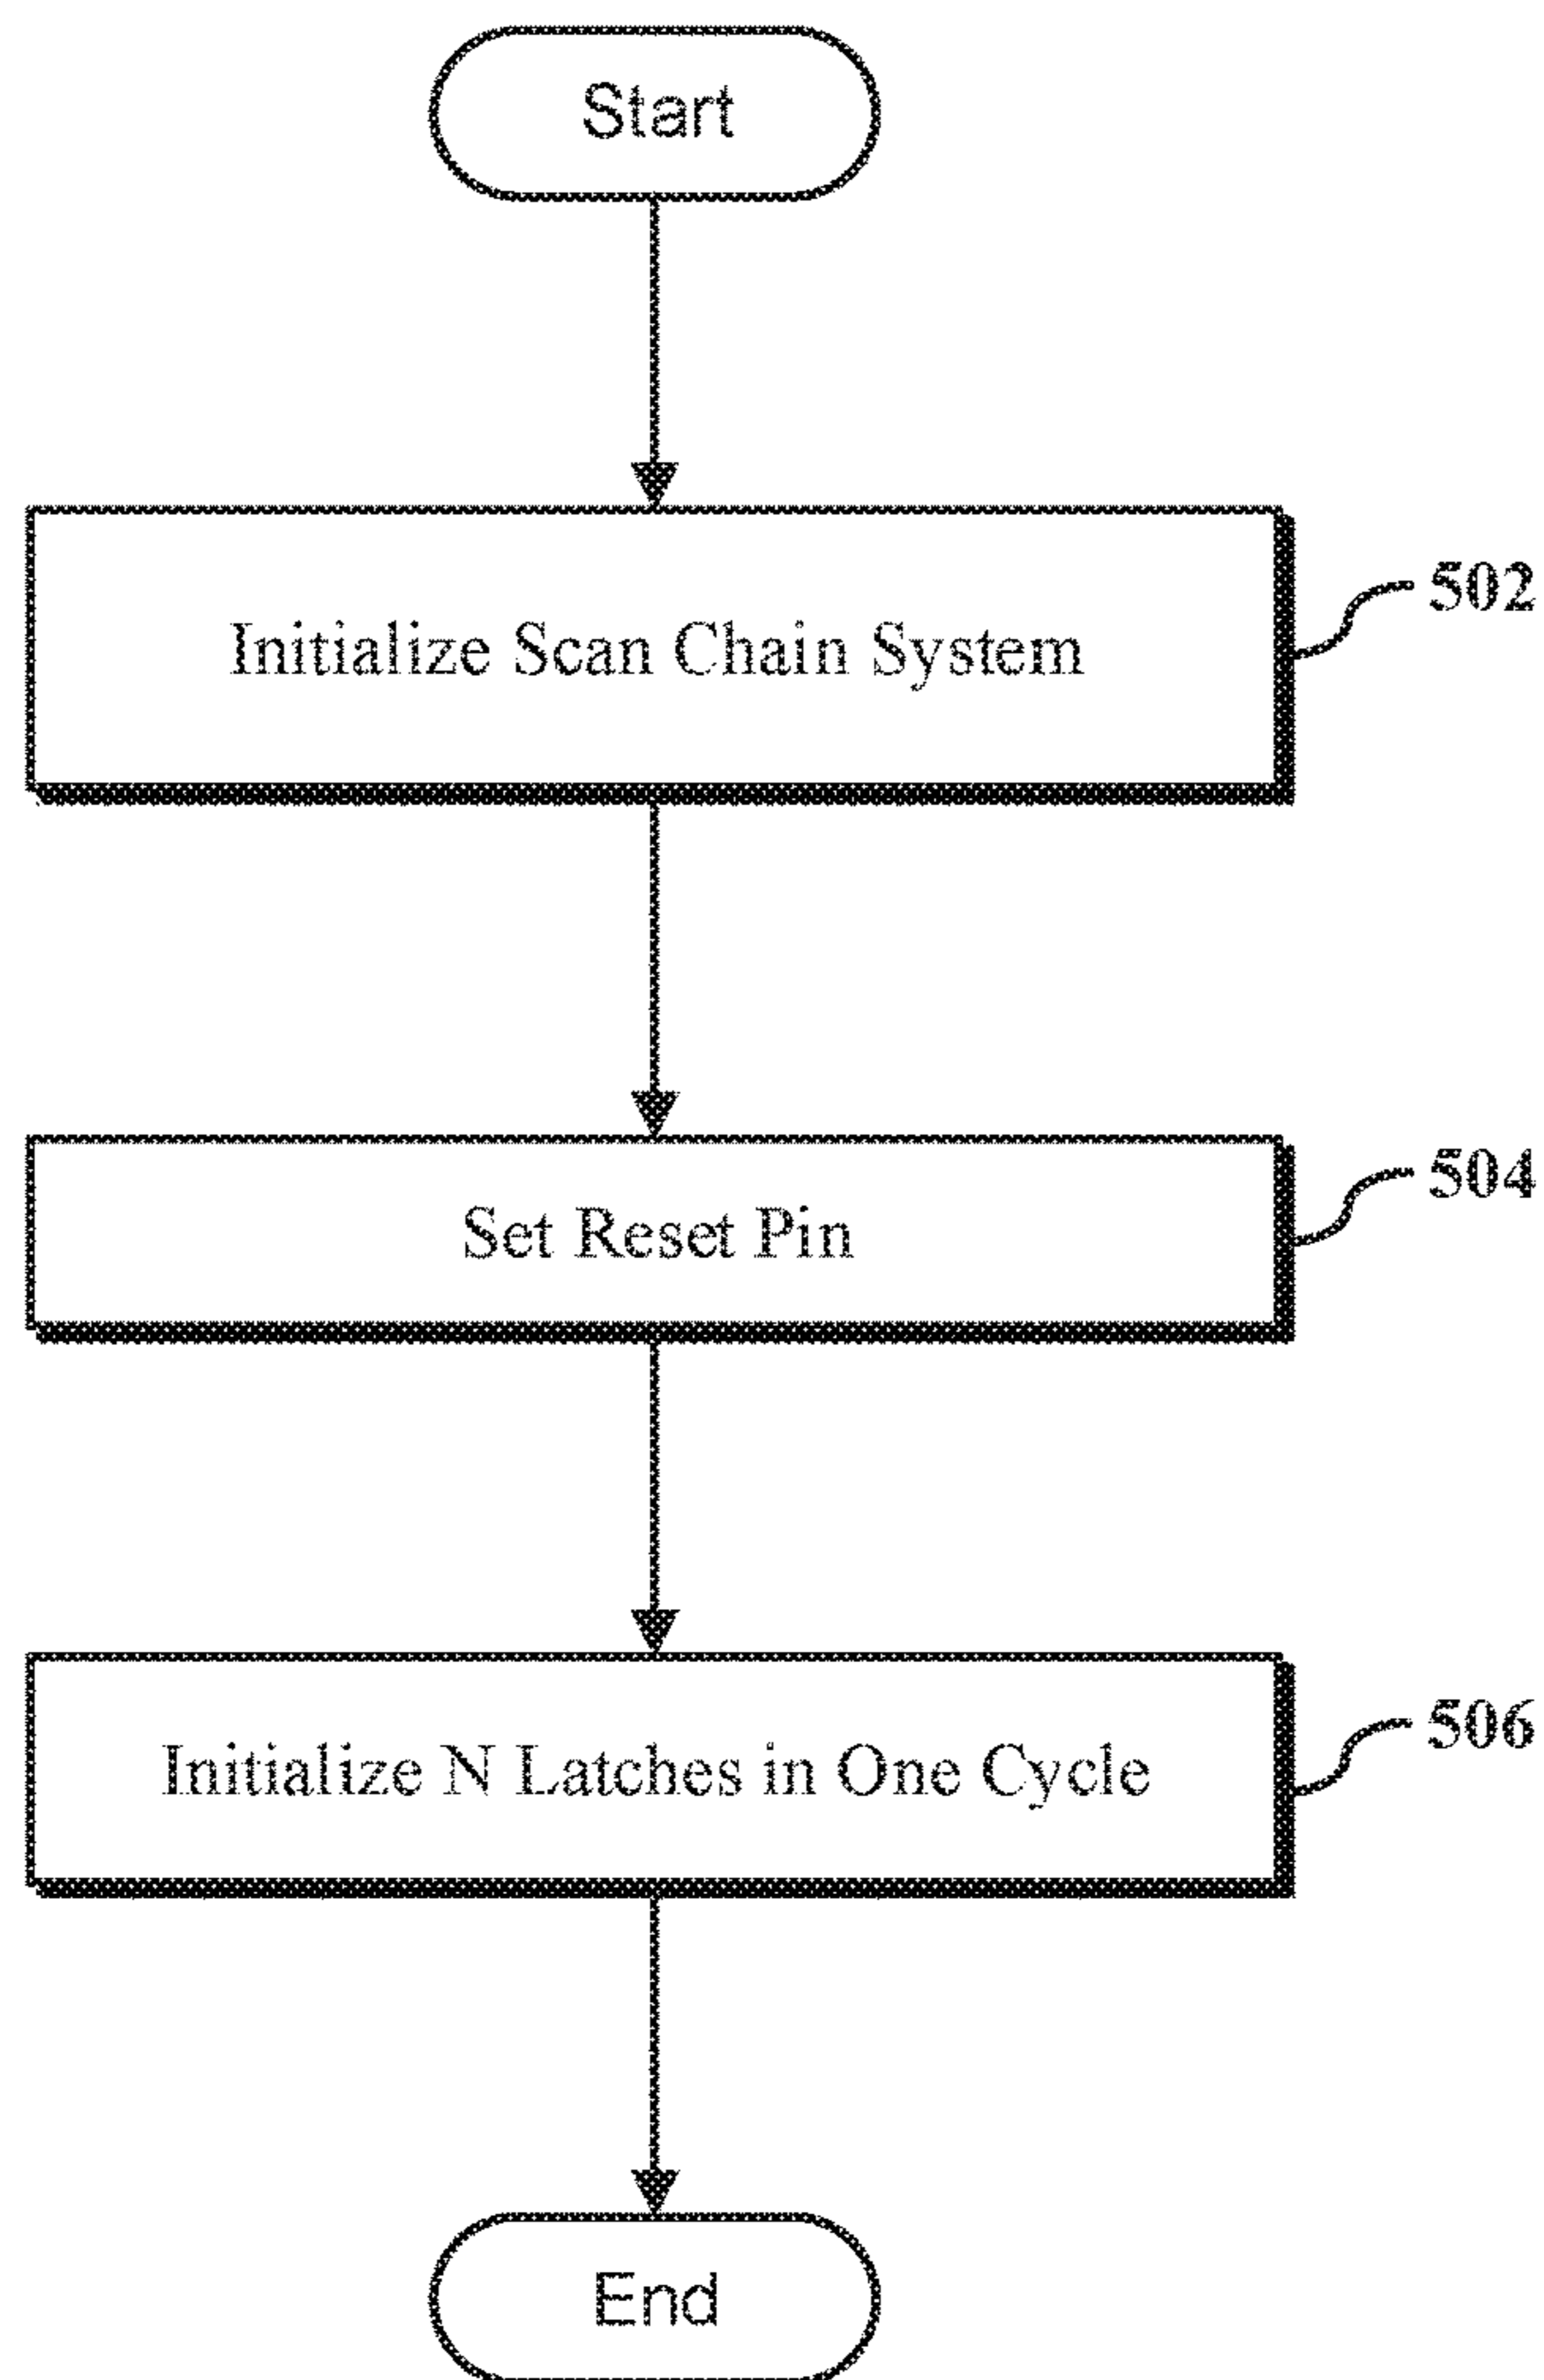 Start
Initialize Scan Chain System
502
Set Reset Pin
504
Initialize N Latches in One Cycle
506
End